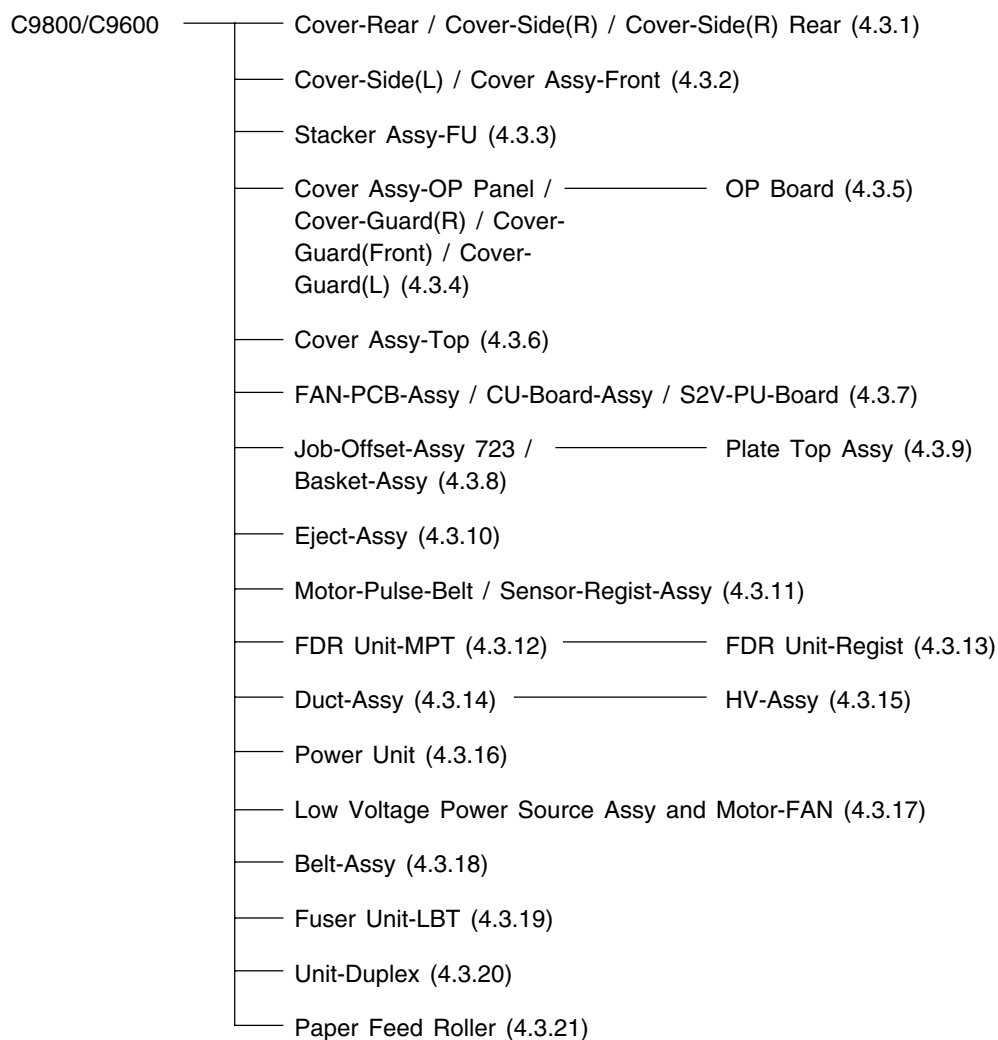 C9800/C9600
Cover-Rear / Cover-Side(R) / Cover-Side(R) Rear (4.3.1)
Cover-Side(L) / Cover Assy-Front (4.3.2)
Stacker Assy-FU (4.3.3)
Cover Assy-OP Panel /
Cover-Guard(R) / Cover-
Guard(Front) / Cover-
Guard(L) (4.3.4)
OP Board (4.3.5)
Cover Assy-Top (4.3.6)
FAN-PCB-Assy / CU-Board-Assy / S2V-PU-Board (4.3.7)
Job-Offset-Assy 723 /
Basket-Assy (4.3.8)
Plate Top Assy (4.3.9)
Eject-Assy (4.3.10)
Motor-Pulse-Belt / Sensor-Regist-Assy (4.3.11)
FDR Unit-MPT (4.3.12)
FDR Unit-Regist (4.3.13)
Duct-Assy (4.3.14)
HV-Assy (4.3.15)
Power Unit (4.3.16)
Low Voltage Power Source Assy and Motor-FAN (4.3.17)
Belt-Assy (4.3.18)
Fuser Unit-LBT (4.3.19)
Unit-Duplex (4.3.20)
Paper Feed Roller (4.3.21)